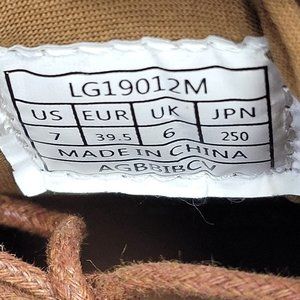 LG19012M
US EUR UK JPN
7 39.5 6 250
MADE IN CHINA
AGBBIBCV